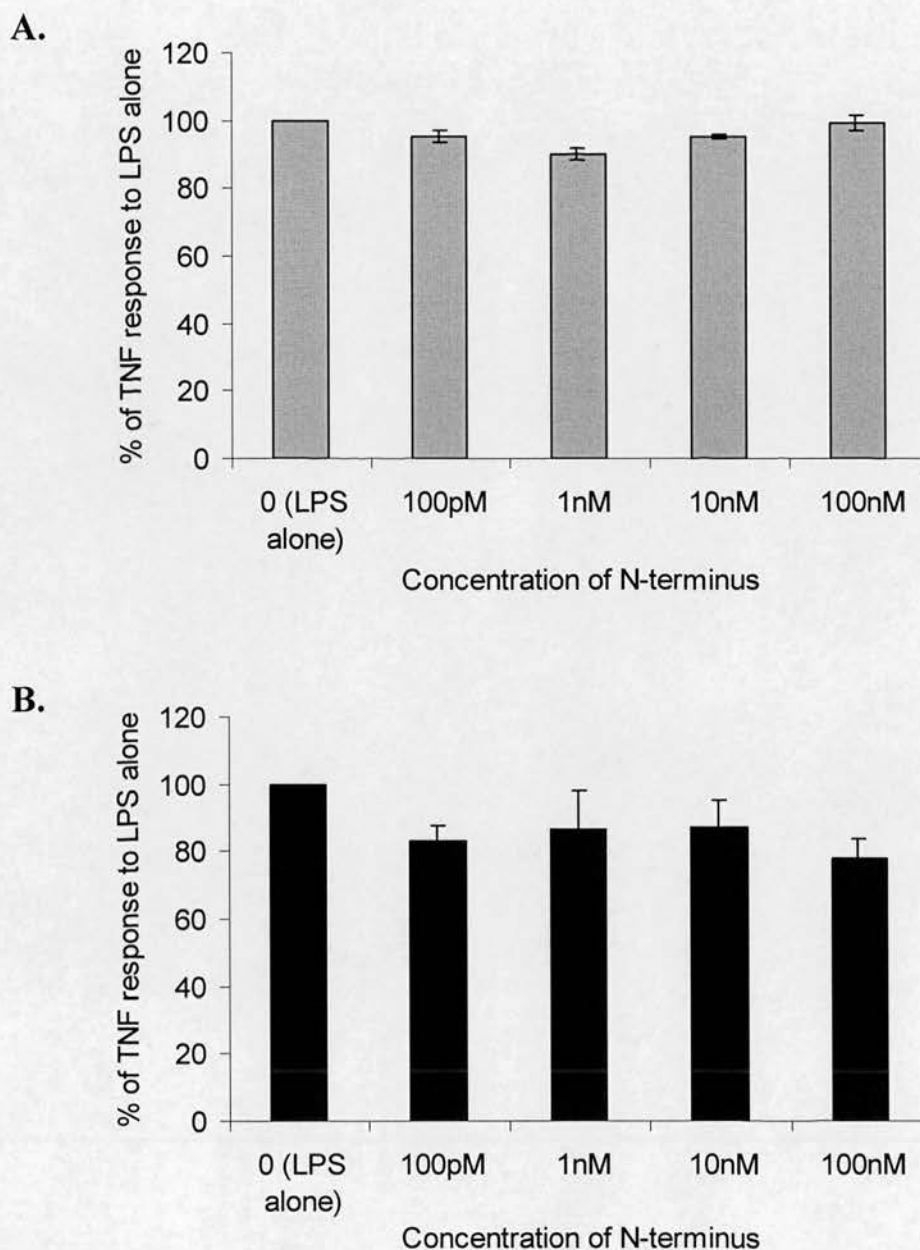 A.
% of TNF response to LPS alone
120
100
80
60
40
20
0
0 (LPS
alone)
100pM
1nM
10nM
100nM
Concentration of N-terminus
B.
% of TNF response to LPS alone
120
100
80
60
40
20
0
0 (LPS
alone)
100pM
1nM
10nM
100nM
Concentration of N-terminus